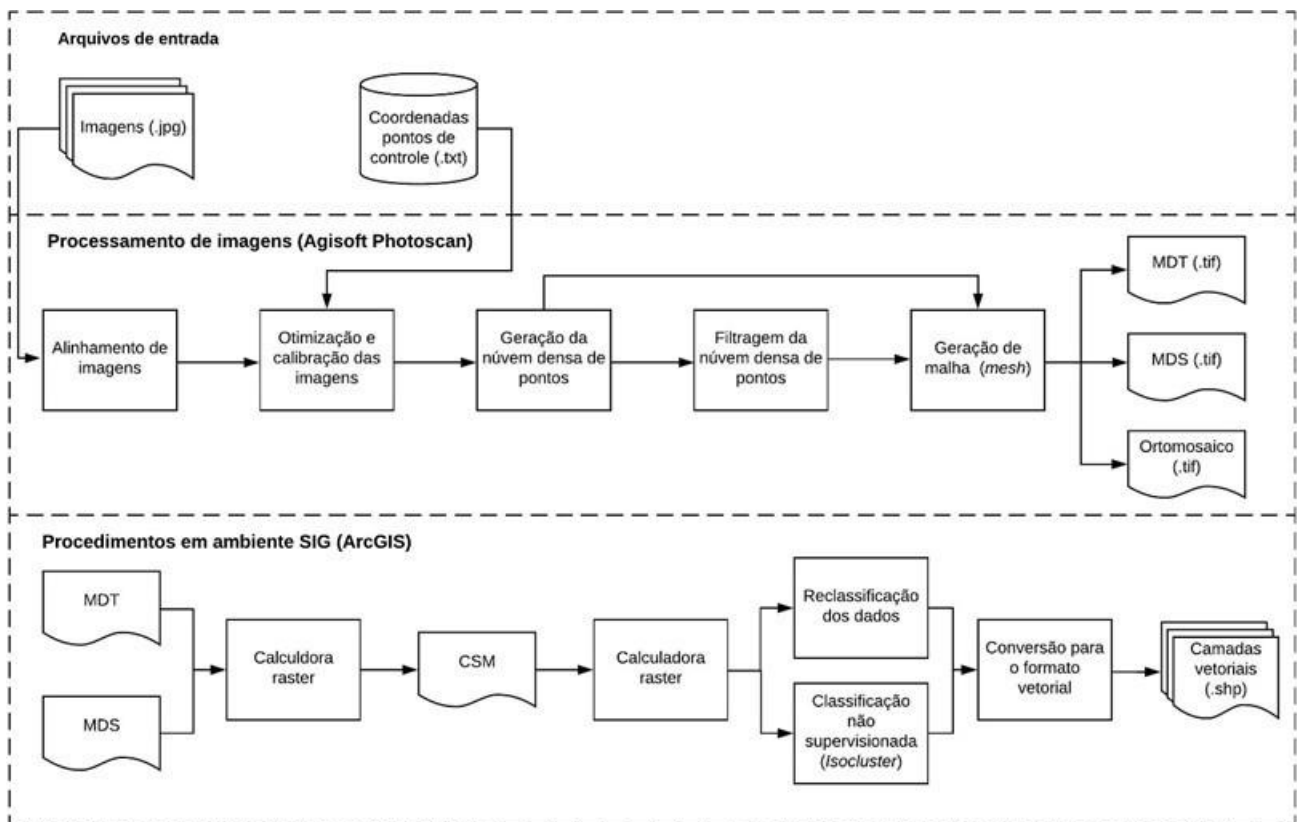 Arquivos de entrada
Imagens (.jpg)
Coordenadas
pontos de
controle (.txt)
Processamento de imagens (Agisoft Photoscan)
Alinhamento de
imagens
Otimização e
calibração das
imagens
Geração da
núvem densa de
pontos
Filtragem da
núvem densa de
pontos
Geração de
malha (mesh)
MDT (.tif)
MDS (.tif)
Ortomosaico
(.tif)
Procedimentos em ambiente SIG (ArcGIS)
MDT
MDS
Calculdora
raster
CSM
Calculadora
raster
Reclassificação
dos dados
Classificação
não
supervisionada
(Isocluster)
Conversão para
o formato
vetorial
Camadas
vetoriais
(.shp)